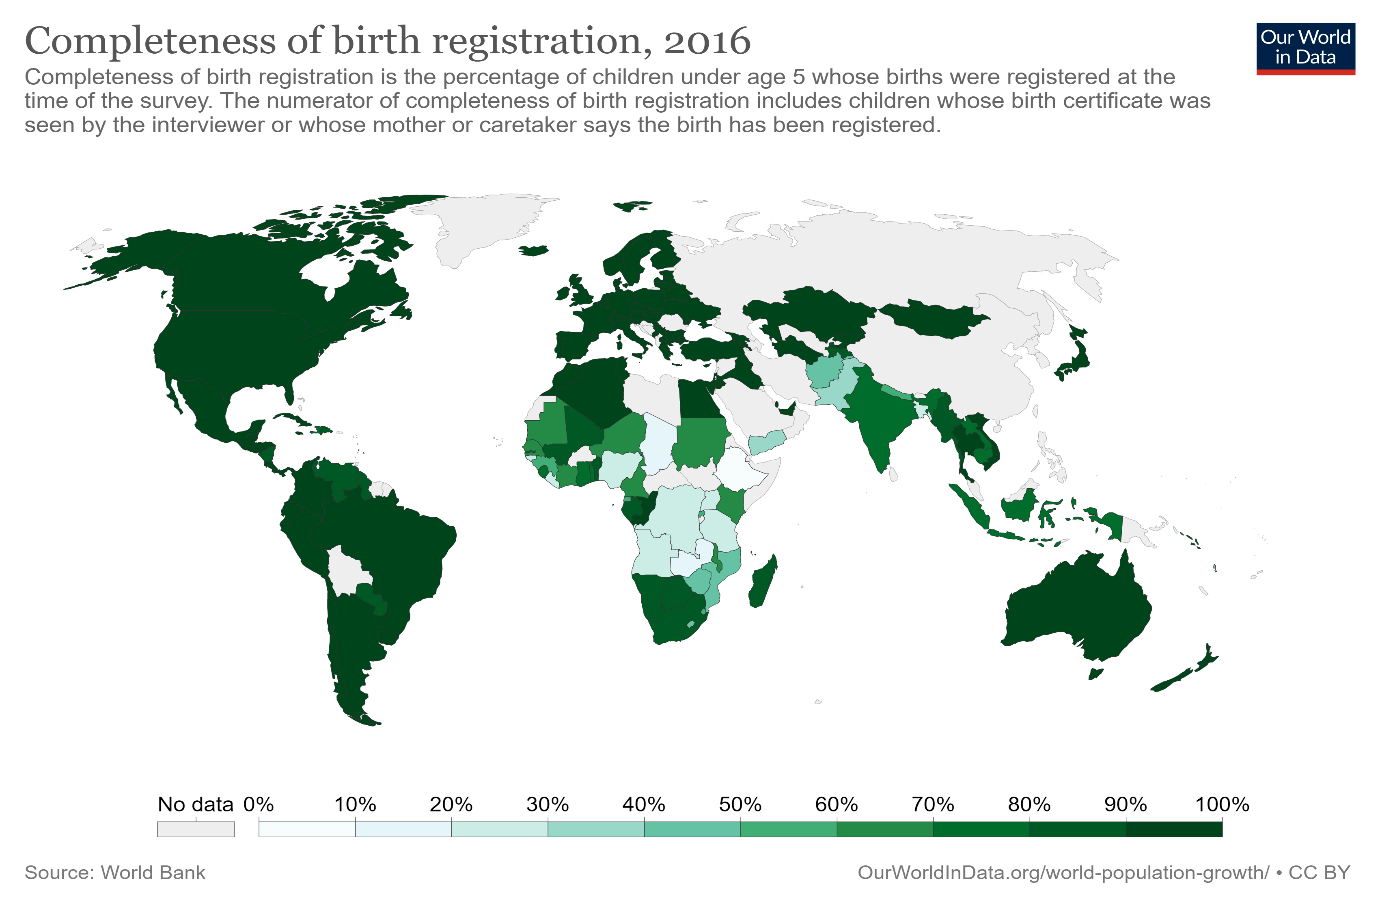 Completeness of birth registration, 2016
Our World
in Data
Completeness of birth registration is the percentage of children under age 5 whose births were registered at the
time of the survey. The numerator of completeness of birth registration includes children whose birth certificate was
seen by the interviewer or whose mother or caretaker says the birth has been registered.
No data 0% 10% 20% 30% 40% 50% 60% 70% 80% 90% 100%
Source: World Bank
OurWorldInData.org/world-population-growth/ • CC BY